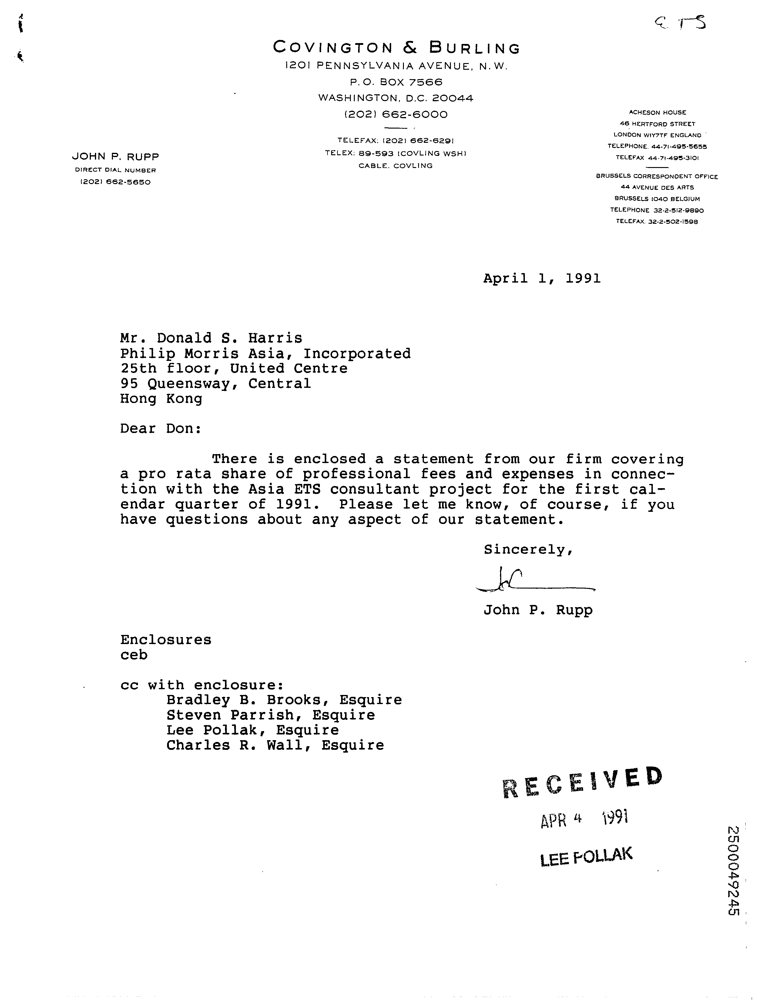 ETS
COVINGTON & BURLING
1201 PENNSYLVANIA AVENUE, N.W.
P.O. BOX 7566
WASHINGTON, D.C. 20044
(202) 662-6000
TELEFAX: (202) 662-6291
TELEX: 89-593 (COVLING WSH)
CABLE: COVLING
ACHESON HOUSE
46 HERTFORD STREET
LONDON W1Y7TF ENGLAND
TELEPHONE: 44-71-495-5655
TELEFAX: 44-71-495-3101
BRUSSELS CORRESPONDENT OFFICE
44 AVENUE DES ARTS
BRUSSELS 1040 BELGIUM
TELEPHONE: 32-2-512-9890
TELEFAX: 32-2-502-1598
JOHN P. RUPP
DIRECT DIAL NUMBER
(202) 662-5650
April 1, 1991
Mr. Donald S. Harris
Philip Morris Asia, Incorporated
25th floor, United Centre
95 Queensway, Central
Hong Kong
Dear Don:
There is enclosed a statement from our firm covering
a pro rata share of professional fees and expenses in connec-
tion with the Asia ETS consultant project for the first cal-
endar quarter of 1991.  Please let me know, of course, if you
have questions about any aspect of our statement.
Sincerely,
John P. Rupp
Enclosures
ceb
cc with enclosure:
Bradley B. Brooks, Esquire
Steven Parrish, Esquire
Lee Pollak, Esquire
Charles R. Wall, Esquire
RECEIVED
APR 4 1991
LEE POLLAK
2500049245